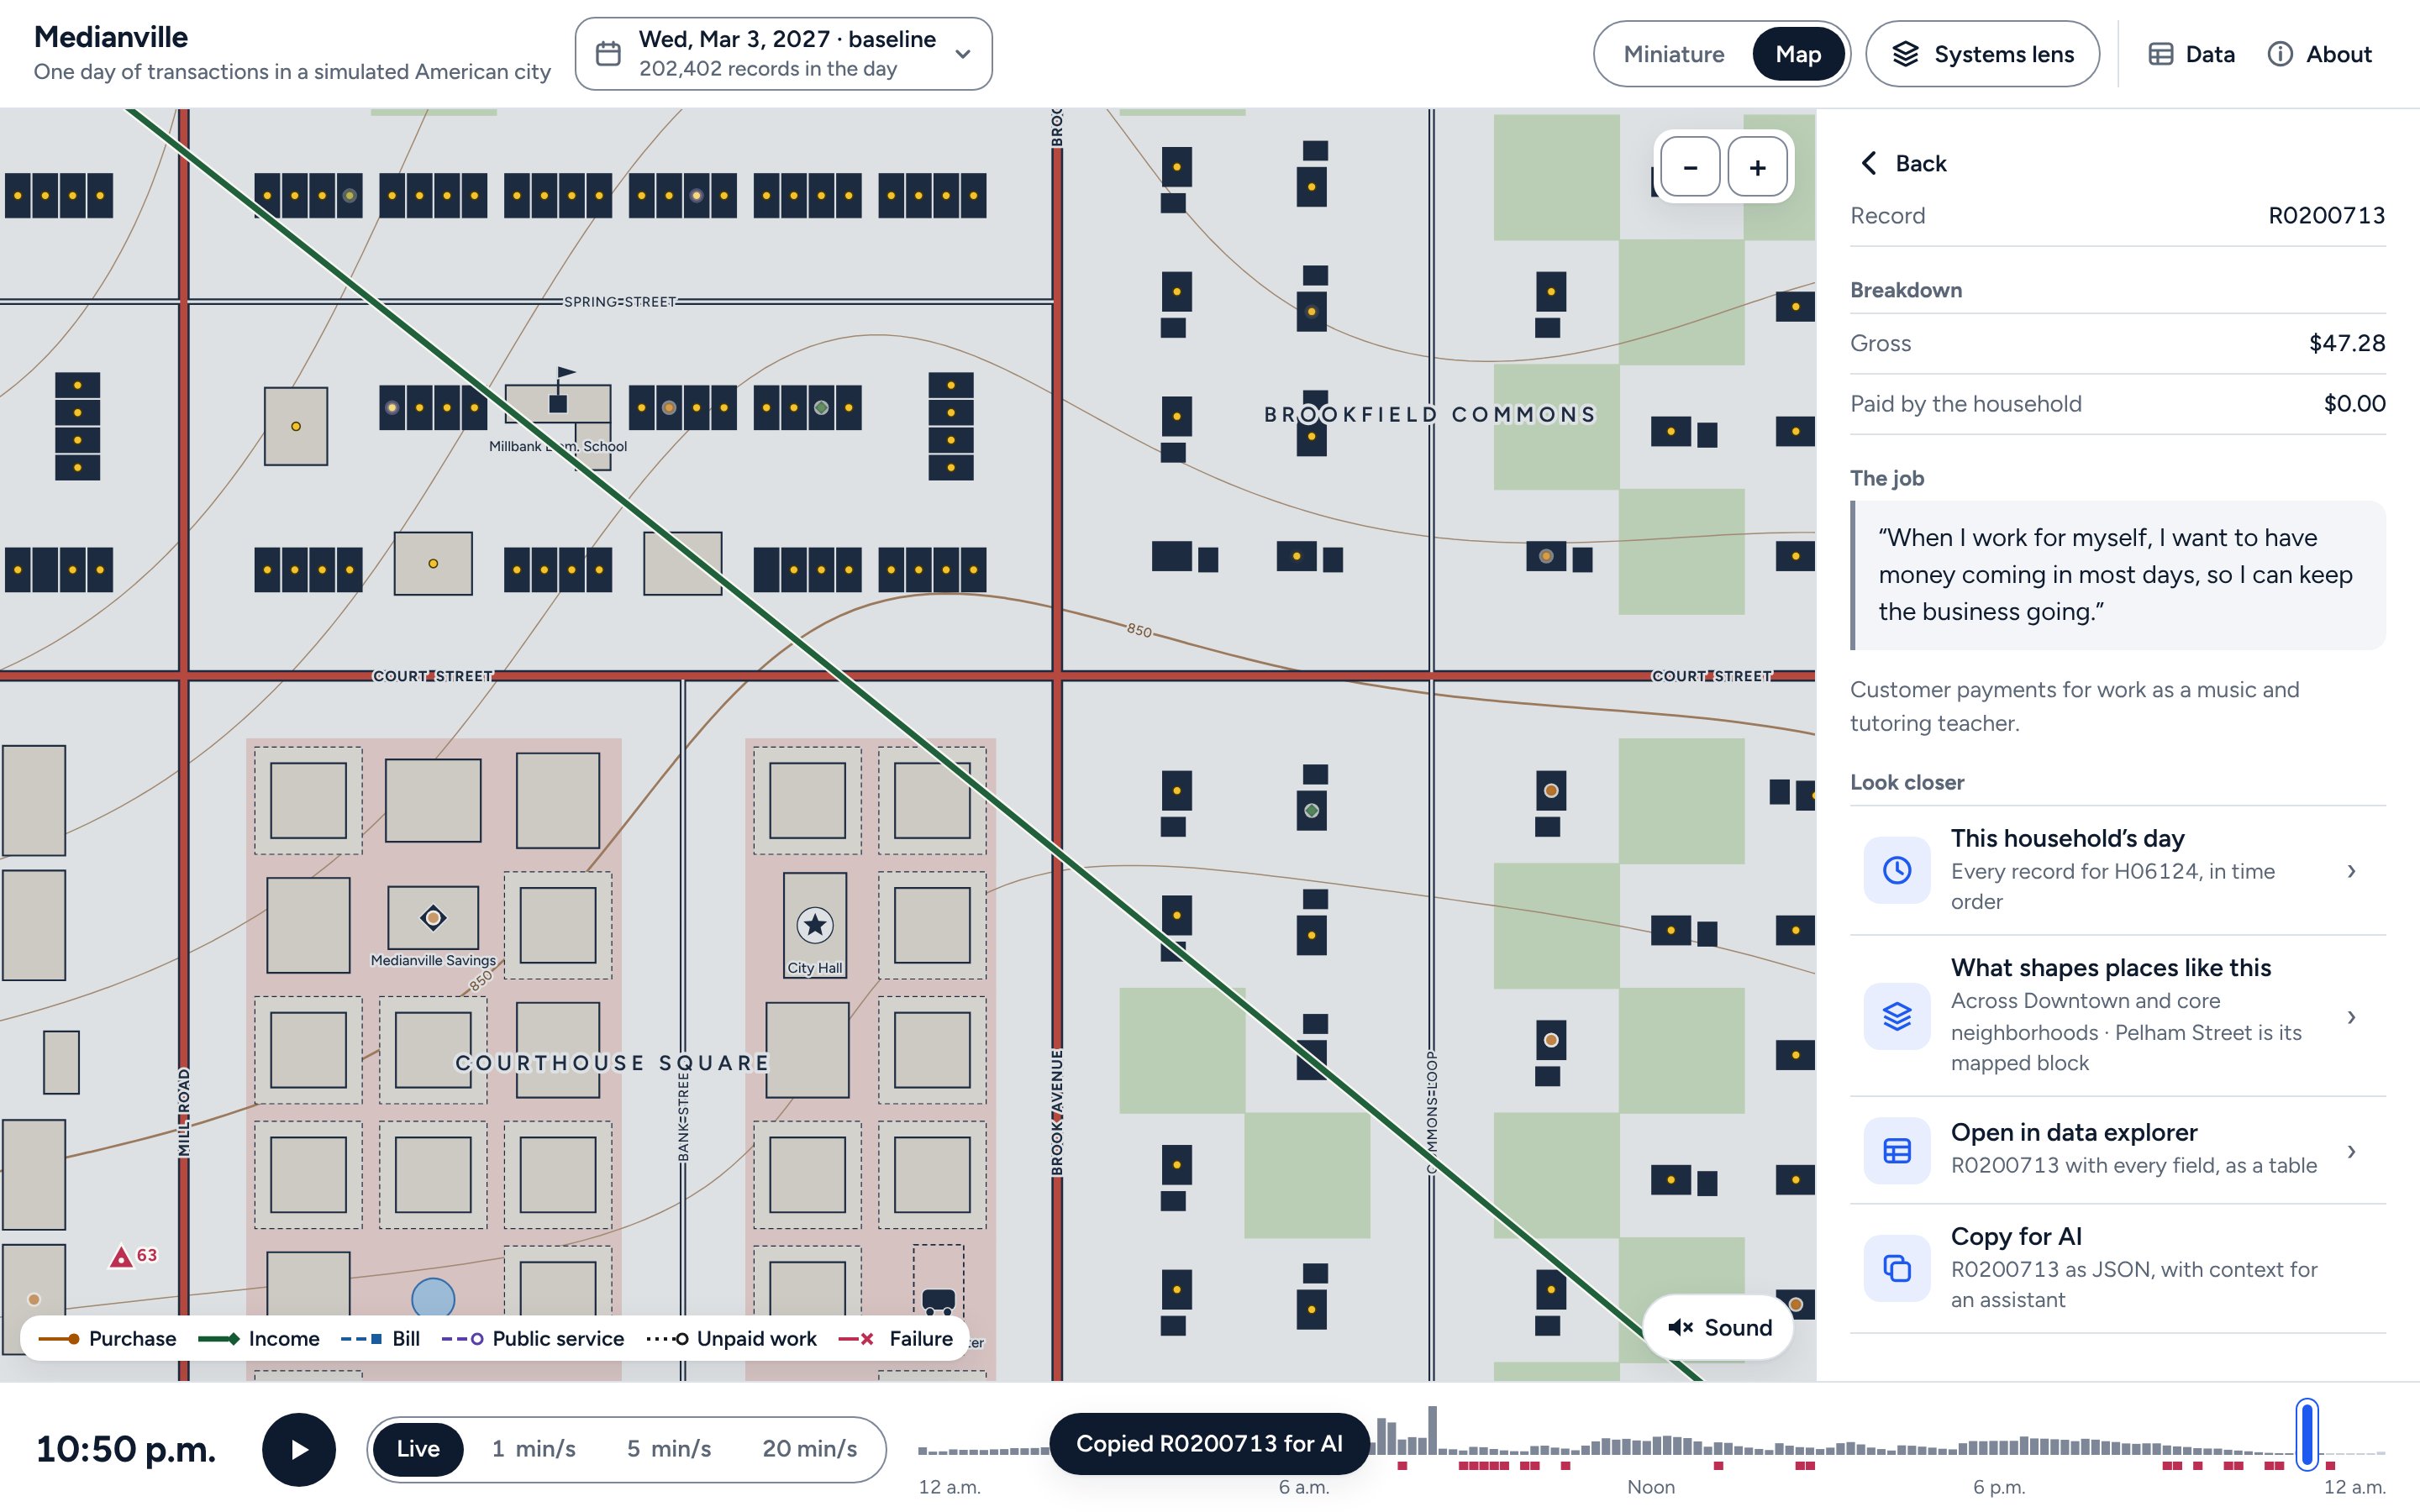 Medianville
One day of transactions in a simulated American city
Wed, Mar 3, 2027 · baseline
202,402 records in the day
Miniature
Map
Systems lens
Data
About
−
+
SPRING STREET
Millbank
School
BROOKFIELD COMMONS
850
COURT STREET
COURT STREET
Medianville Savings
850
City Hall
COURTHOUSE SQUARE
MILL ROAD
BANK STREET
BROOK AVENUE
COMMONS LOOP
63
Purchase
Income
Bill
Public service
Unpaid work
Failure
Sound
Back
Record
R0200713
Breakdown
Gross
$47.28
Paid by the household
$0.00
The job
“When I work for myself, I want to have
money coming in most days, so I can keep
the business going.”
Customer payments for work as a music and
tutoring teacher.
Look closer
This household’s day
Every record for H06124, in time
order
What shapes places like this
Across Downtown and core
neighborhoods · Pelham Street is its
mapped block
Open in data explorer
R0200713 with every field, as a table
Copy for AI
R0200713 as JSON, with context for
an assistant
10:50 p.m.
Live
1 min/s
5 min/s
20 min/s
Copied R0200713 for AI
12 a.m.
6 a.m.
Noon
6 p.m.
12 a.m.